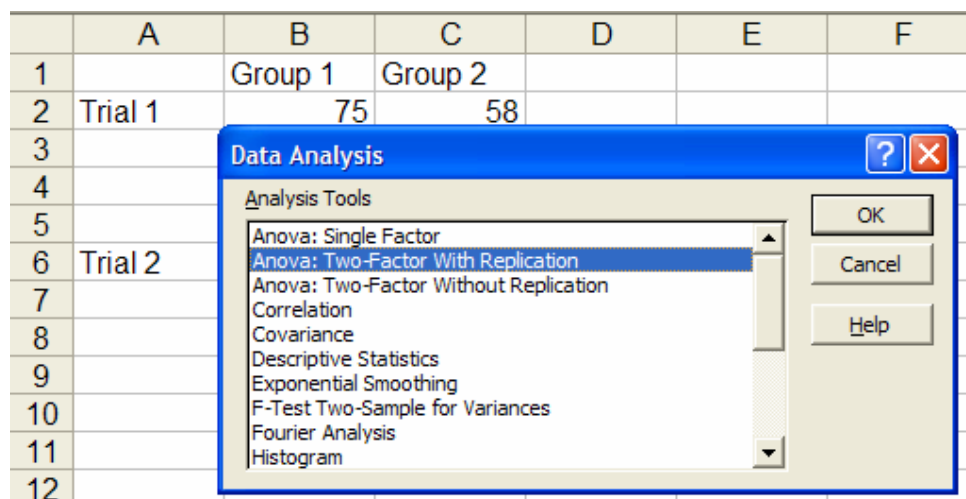 A B C D E F
1 Group 1 Group 2
2 Trial 1 75 58
3
4
5
6 Trial 2
7
8
9
10
11
12
Data Analysis
Analysis Tools
Anova: Single Factor
Anova: Two-Factor With Replication
Anova: Two-Factor Without Replication
Correlation
Covariance
Descriptive Statistics
Exponential Smoothing
F-Test Two-Sample for Variances
Fourier Analysis
Histogram
OK
Cancel
Help